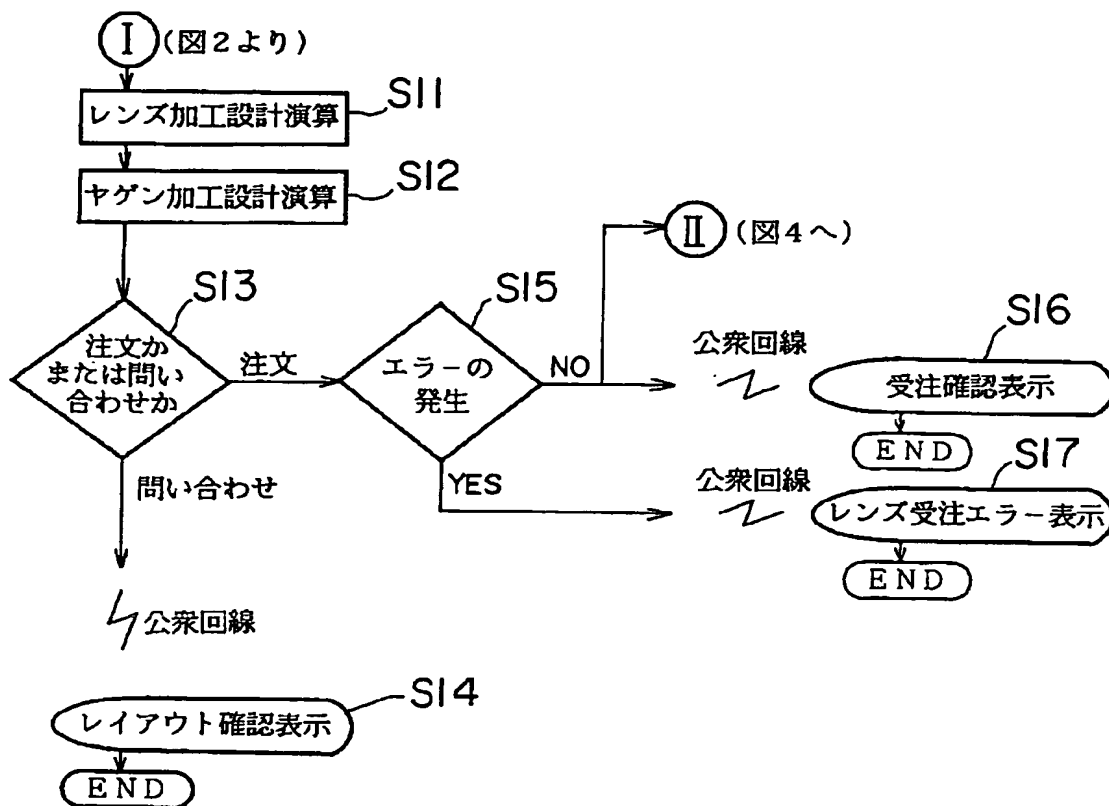 I (図2より)
S11
レンズ加工設計演算
S12
ヤゲン加工設計演算
II (図4へ)
S13
注文か
または問い
合わせか
注文
S15
エラーの
発生
NO
公衆回線
S16
受注確認表示
END
問い合わせ
YES
公衆回線
S17
レンズ受注エラー表示
END
公衆回線
S14
レイアウト確認表示
END